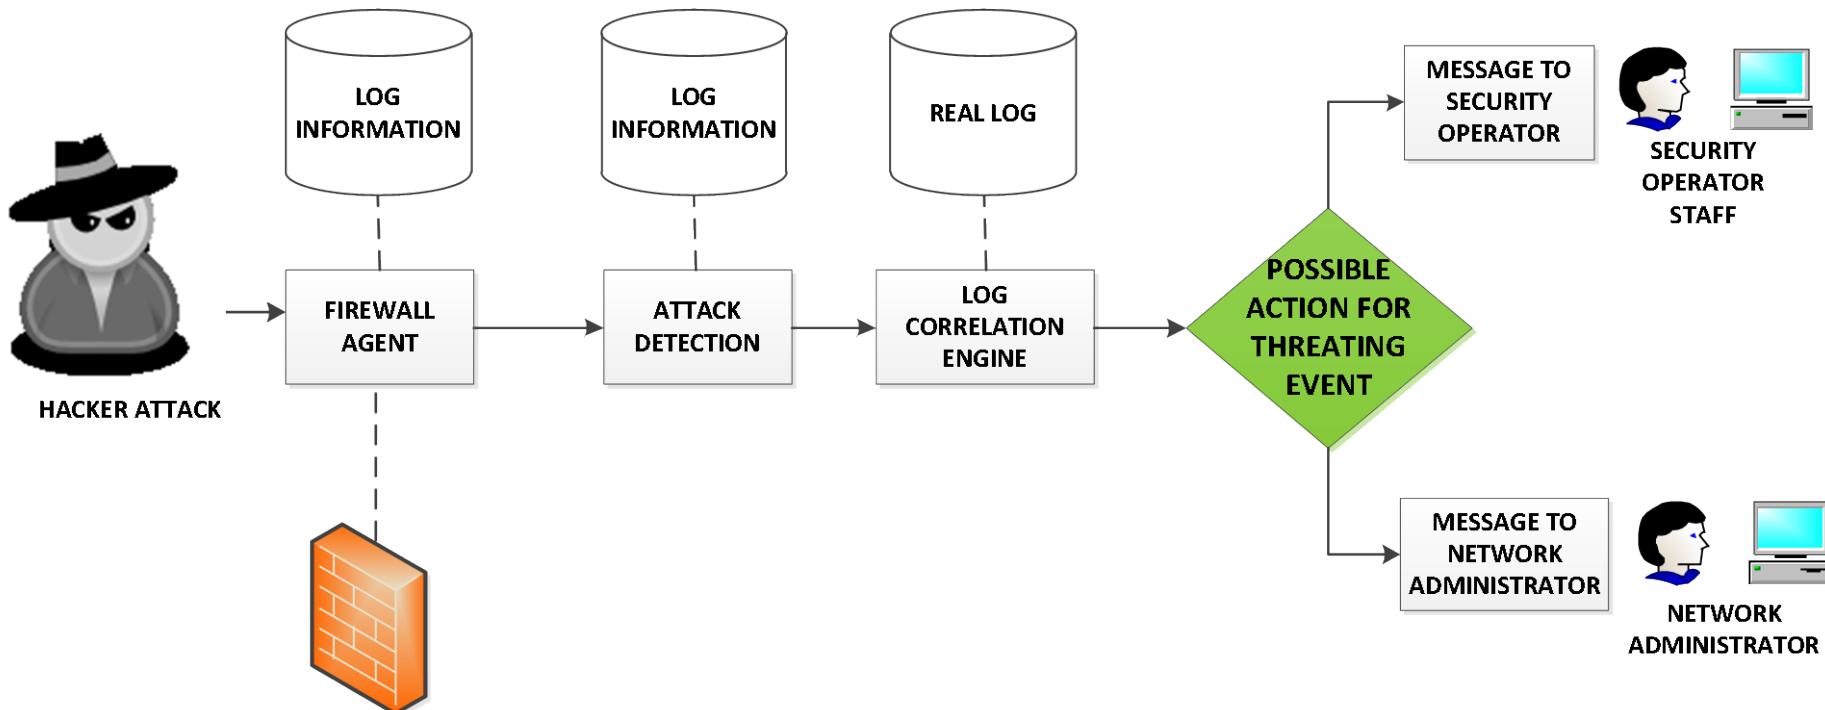 LOG
INFORMATION
LOG
INFORMATION
REAL LOG
MESSAGE TO
SECURITY
OPERATOR
SECURITY
OPERATOR
STAFF
HACKER ATTACK
FIREWALL
AGENT
ATTACK
DETECTION
LOG
CORRELATION
ENGINE
POSSIBLE
ACTION FOR
THREATING
EVENT
MESSAGE TO
NETWORK
ADMINISTRATOR
NETWORK
ADMINISTRATOR